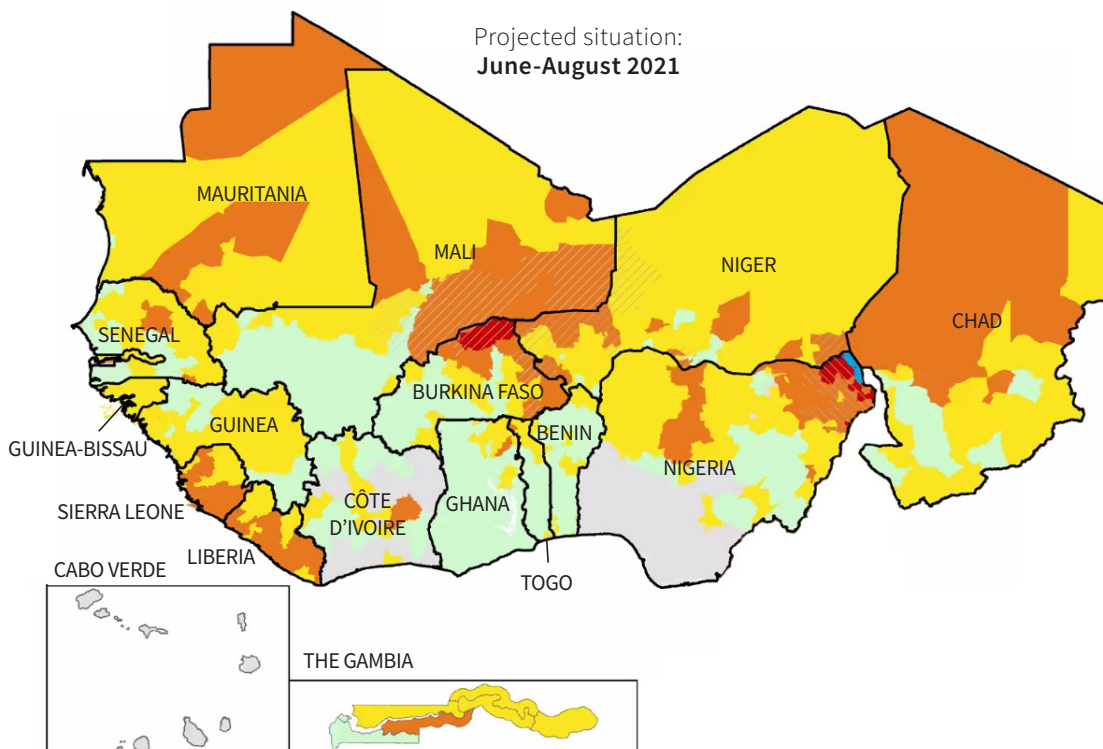 Projected situation:
June-August 2021
MAURITANIA
MALI
NIGER
CHAD
SENEGAL
BURKINA FASO
GUINEA
BENIN
GUINEA-BISSAU
NIGERIA
CÔTE
D'IVOIRE
GHANA
SIERRA LEONE
LIBERIA
TOGO
CABO VERDE
THE GAMBIA